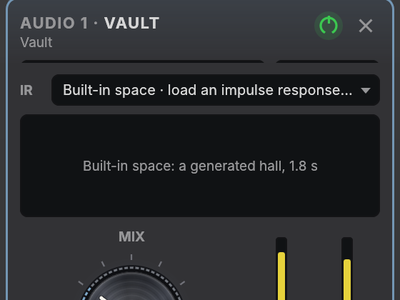 AUDIO 1 · VAULT
Vault
IR
Built-in space · load an impulse response...
Built-in space: a generated hall, 1.8 s
MIX